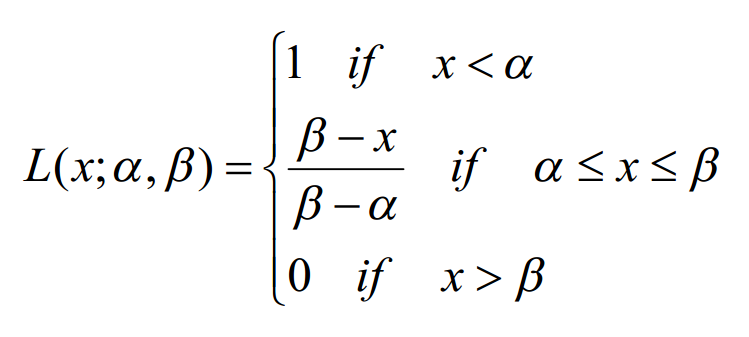 1 if x < α
L(x; α, β) = { (β − x) / (β − α) if α ≤ x ≤ β
0 if x > β